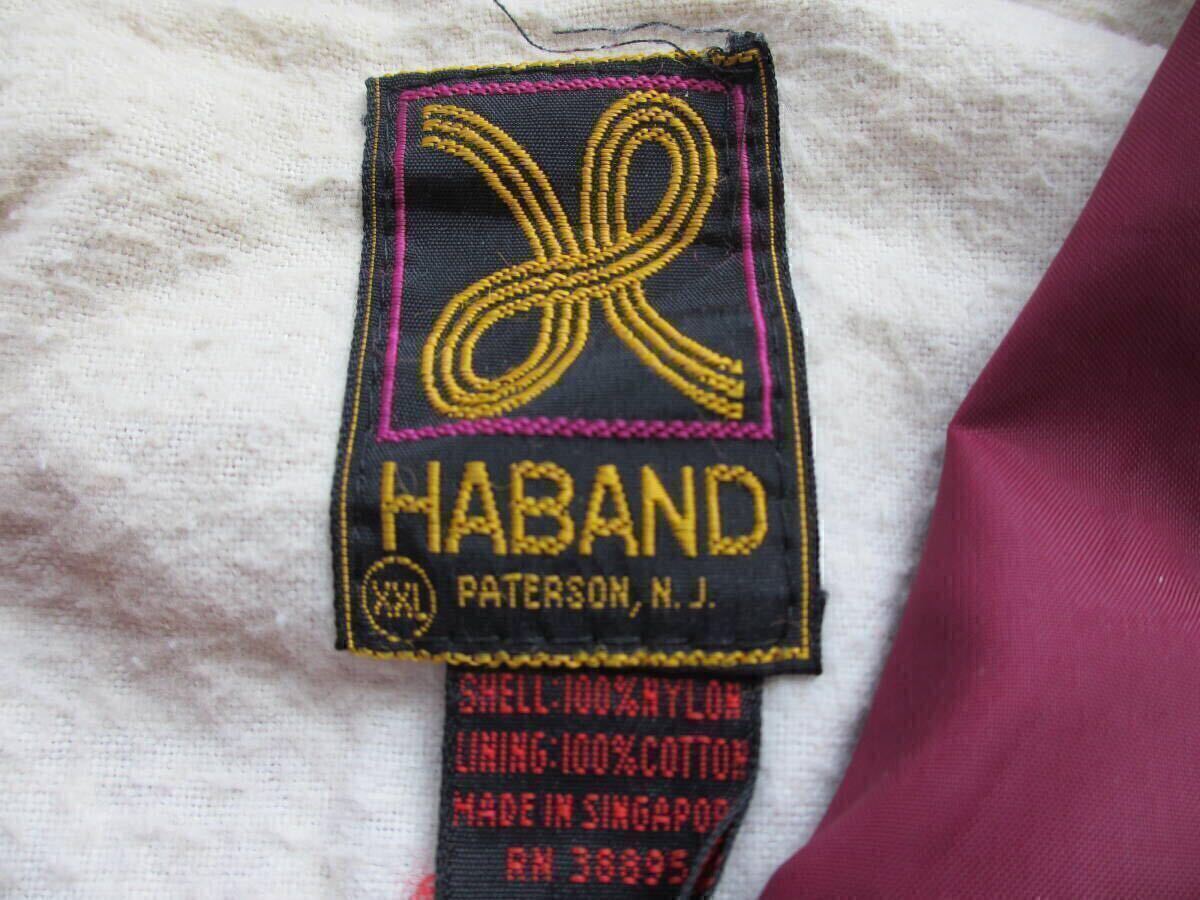 HABAND
XXL PATERSON, N. J.
SHELL:100%NYLON
LINING:100%COTTON
MADE IN SINGAPOR
RN 38895